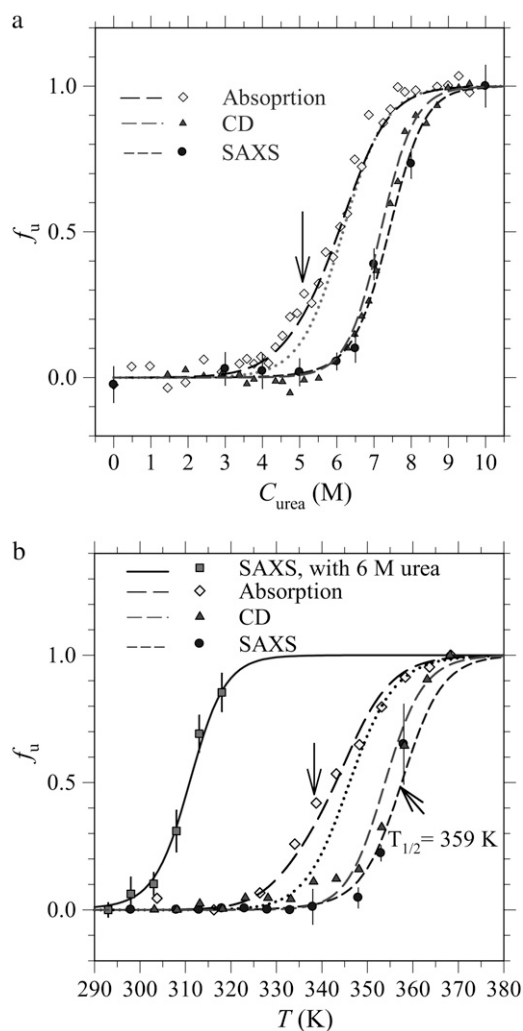 a
Absoprtion
CD
SAXS
1.0
0.5
0.0
f_u
0 1 2 3 4 5 6 7 8 9 10
C_urea (M)
b
SAXS, with 6 M urea
Absorption
CD
SAXS
1.0
0.5
0.0
f_u
T_1/2= 359 K
290 300 310 320 330 340 350 360 370 380
T (K)